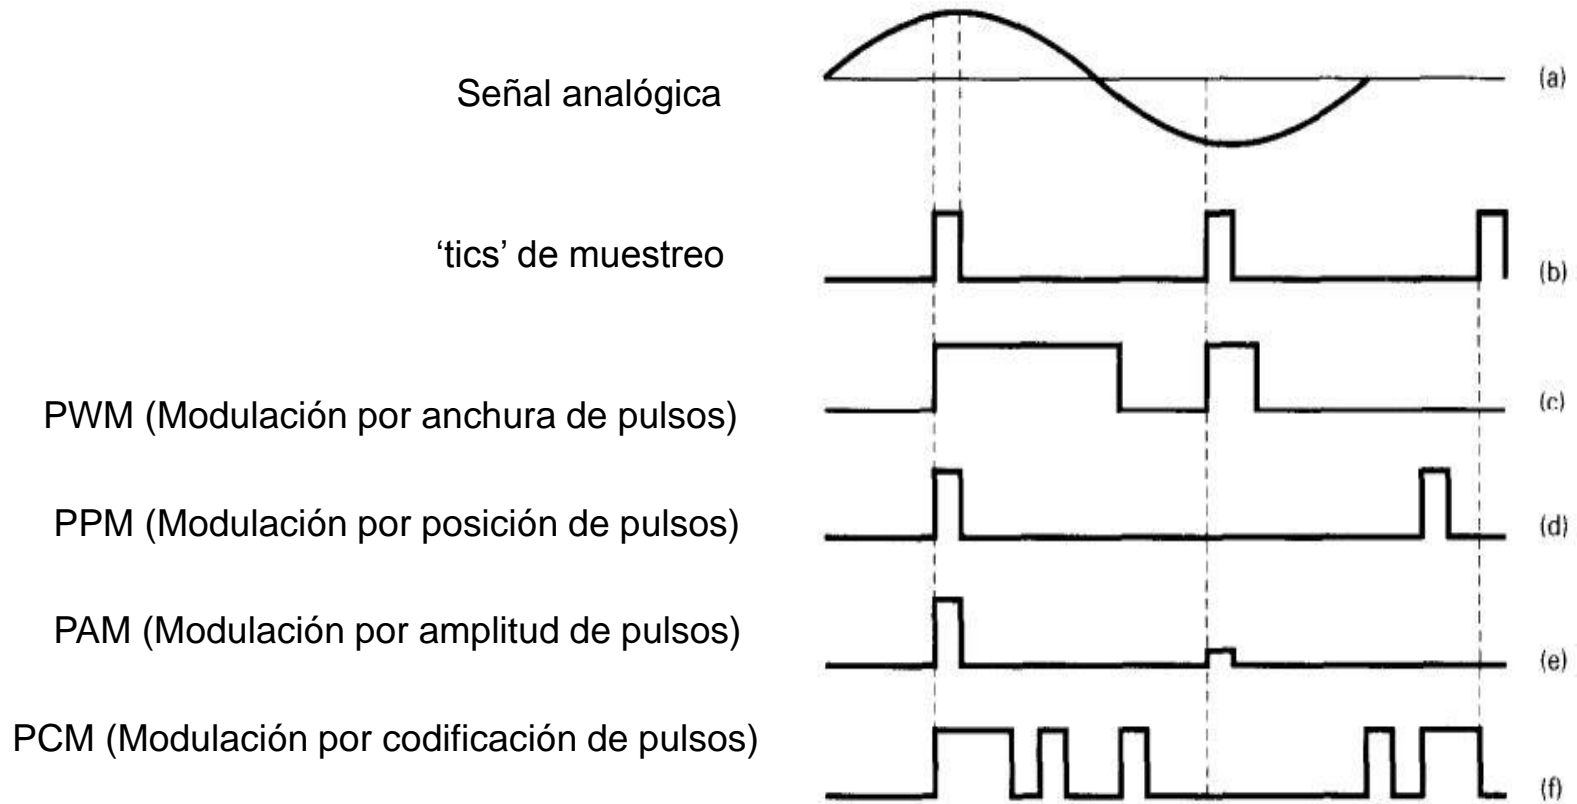 Señal analógica
(a)
‘tics’ de muestreo
(b)
PWM (Modulación por anchura de pulsos)
(c)
PPM (Modulación por posición de pulsos)
(d)
PAM (Modulación por amplitud de pulsos)
(e)
PCM (Modulación por codificación de pulsos)
(f)